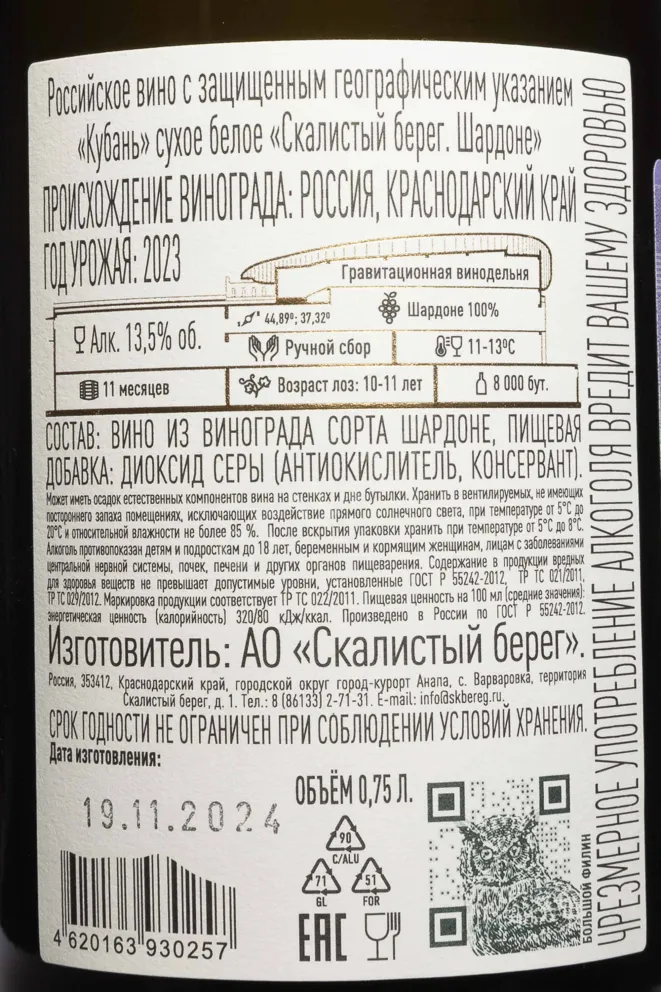 Российское вино с защищенным географическим указанием
«Кубань» сухое белое «Скалистый берег. Шардоне»
ПРОИСХОЖДЕНИЕ ВИНОГРАДА: РОССИЯ, КРАСНОДАРСКИЙ КРАЙ
ГОД УРОЖАЯ: 2023
Гравитационная винодельня
Алк. 13,5% об.
44,89º; 37,32º
Шардоне 100%
Ручной сбор
11-13ºC
11 месяцев
Возраст лоз: 10-11 лет
8 000 бут.
СОСТАВ: ВИНО ИЗ ВИНОГРАДА СОРТА ШАРДОНЕ, ПИЩЕВАЯ
ДОБАВКА: ДИОКСИД СЕРЫ (АНТИОКИСЛИТЕЛЬ, КОНСЕРВАНТ).
Может иметь осадок естественных компонентов вина на стенках и дне бутылки. Хранить в вентилируемых, не имеющих
постороннего запаха помещениях, исключающих воздействие прямого солнечного света, при температуре от 5°С до
20°С и относительной влажности не более 85 %. После вскрытия упаковки хранить при температуре от 5°С до 8°С.
Алкоголь противопоказан детям и подросткам до 18 лет, беременным и кормящим женщинам, лицам с заболеваниями
центральной нервной системы, почек, печени и других органов пищеварения. Содержание в продукции вредных
для здоровья веществ не превышает допустимые уровни, установленные ГОСТ Р 55242-2012, ТР ТС 021/2011,
ТР ТС 029/2012. Маркировка продукции соответствует ТР ТС 022/2011. Пищевая ценность на 100 мл (средние значения):
энергетическая ценность (калорийность) 320/80 кДж/ккал. Произведено в России по ГОСТ Р 55242-2012.
Изготовитель: АО «Скалистый берег».
Россия, 353412, Краснодарский край, городской округ город-курорт Анапа, с. Варваровка, территория
Скалистый берег, д. 1. Тел.: 8 (86133) 2-71-31. E-mail: info@skbereg.ru.
СРОК ГОДНОСТИ НЕ ОГРАНИЧЕН ПРИ СОБЛЮДЕНИИ УСЛОВИЙ ХРАНЕНИЯ.
Дата изготовления:
19.11.2024
ОБЪЁМ 0,75 Л.
90
C/ALU
71
GL
51
FOR
EAC
4 620163 930257
БОЛЬШОЙ ФИЛИН
ЧРЕЗМЕРНОЕ УПОТРЕБЛЕНИЕ АЛКОГОЛЯ ВРЕДИТ ВАШЕМУ ЗДОРОВЬЮ